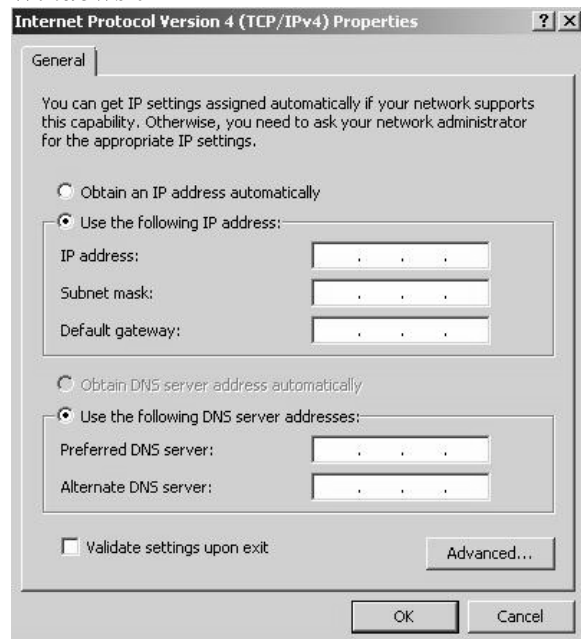 Internet Protocol Version 4 (TCP/IPv4) Properties
General
You can get IP settings assigned automatically if your network supports
this capability. Otherwise, you need to ask your network administrator
for the appropriate IP settings.
Obtain an IP address automatically
Use the following IP address:
IP address:
Subnet mask:
Default gateway:
Obtain DNS server address automatically
Use the following DNS server addresses:
Preferred DNS server:
Alternate DNS server:
Validate settings upon exit
Advanced...
OK
Cancel